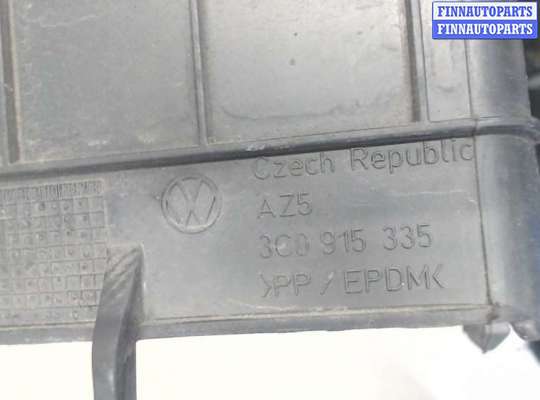 FINNAUTOPARTS
FINNAUTOPARTS
Czech Republic
AZ5
3C0 915 335
>PP/EPDM<